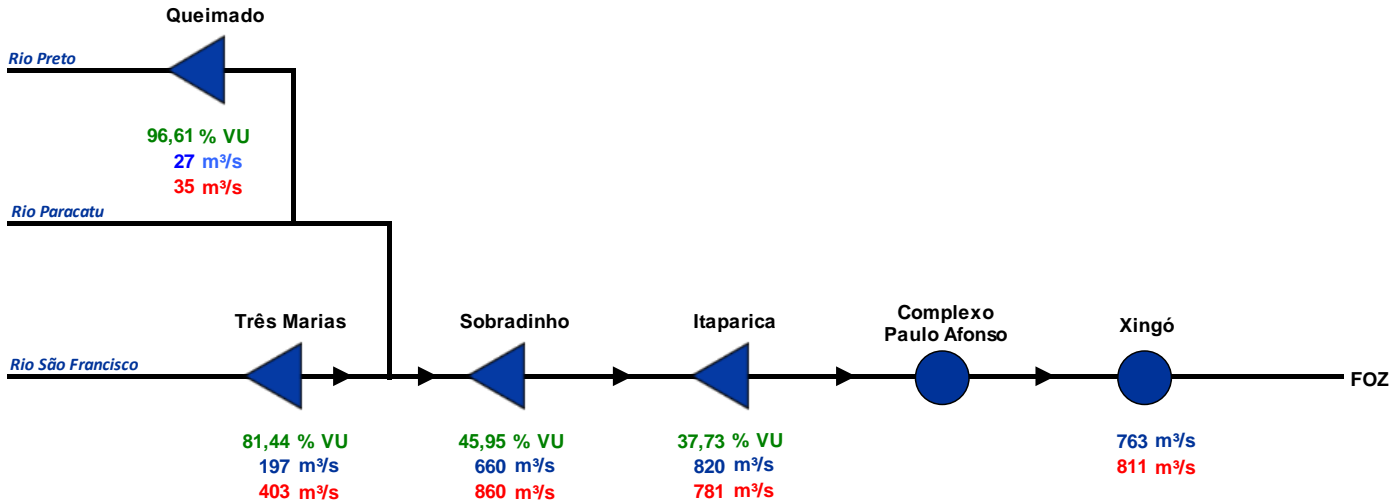 Queimado
Rio Preto
96,61 % VU
27 m³/s
35 m³/s
Rio Paracatu
Três Marias
Sobradinho
Itaparica
Complexo
Paulo Afonso
Xingó
Rio São Francisco
FOZ
81,44 % VU
197 m³/s
403 m³/s
45,95 % VU
660 m³/s
860 m³/s
37,73 % VU
820 m³/s
781 m³/s
763 m³/s
811 m³/s